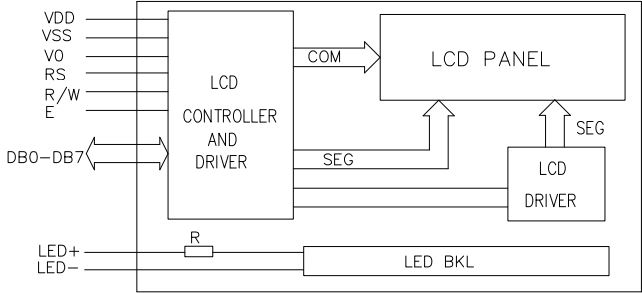 VDD
VSS
VO
RS
R/W
E
DB0-DB7
LCD
CONTROLLER
AND
DRIVER
COM
LCD PANEL
SEG
SEG
LCD
DRIVER
LED+
LED-
R
LED BKL